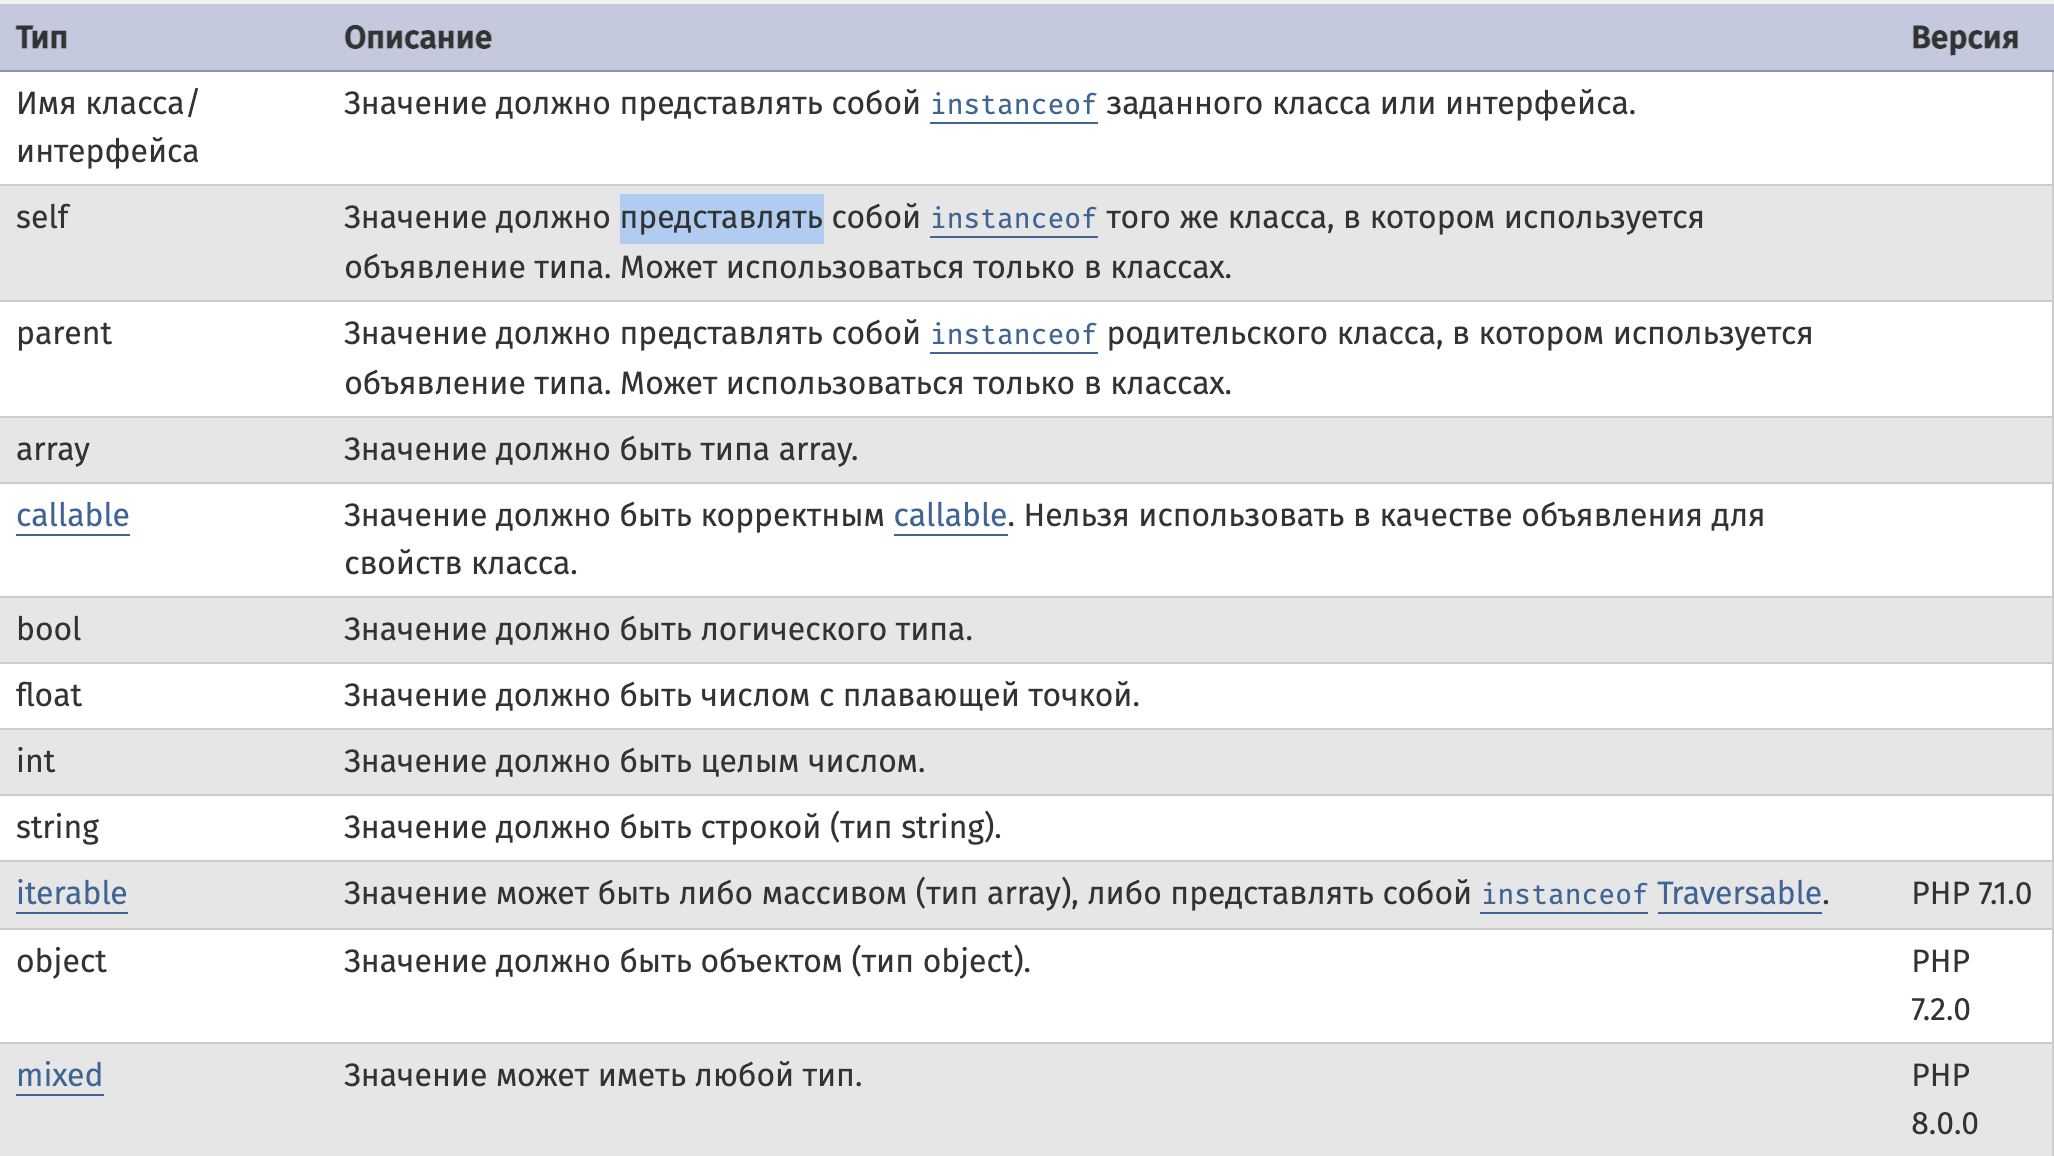 Тип Описание Версия
Имя класса/ Значение должно представлять собой instanceof заданного класса или интерфейса.
интерфейса
self Значение должно представлять собой instanceof того же класса, в котором используется
объявление типа. Может использоваться только в классах.
parent Значение должно представлять собой instanceof родительского класса, в котором используется
объявление типа. Может использоваться только в классах.
array Значение должно быть типа array.
callable Значение должно быть корректным callable. Нельзя использовать в качестве объявления для
свойств класса.
bool Значение должно быть логического типа.
float Значение должно быть числом с плавающей точкой.
int Значение должно быть целым числом.
string Значение должно быть строкой (тип string).
iterable Значение может быть либо массивом (тип array), либо представлять собой instanceof Traversable. PHP 7.1.0
object Значение должно быть объектом (тип object). PHP
7.2.0
mixed Значение может иметь любой тип. PHP
8.0.0